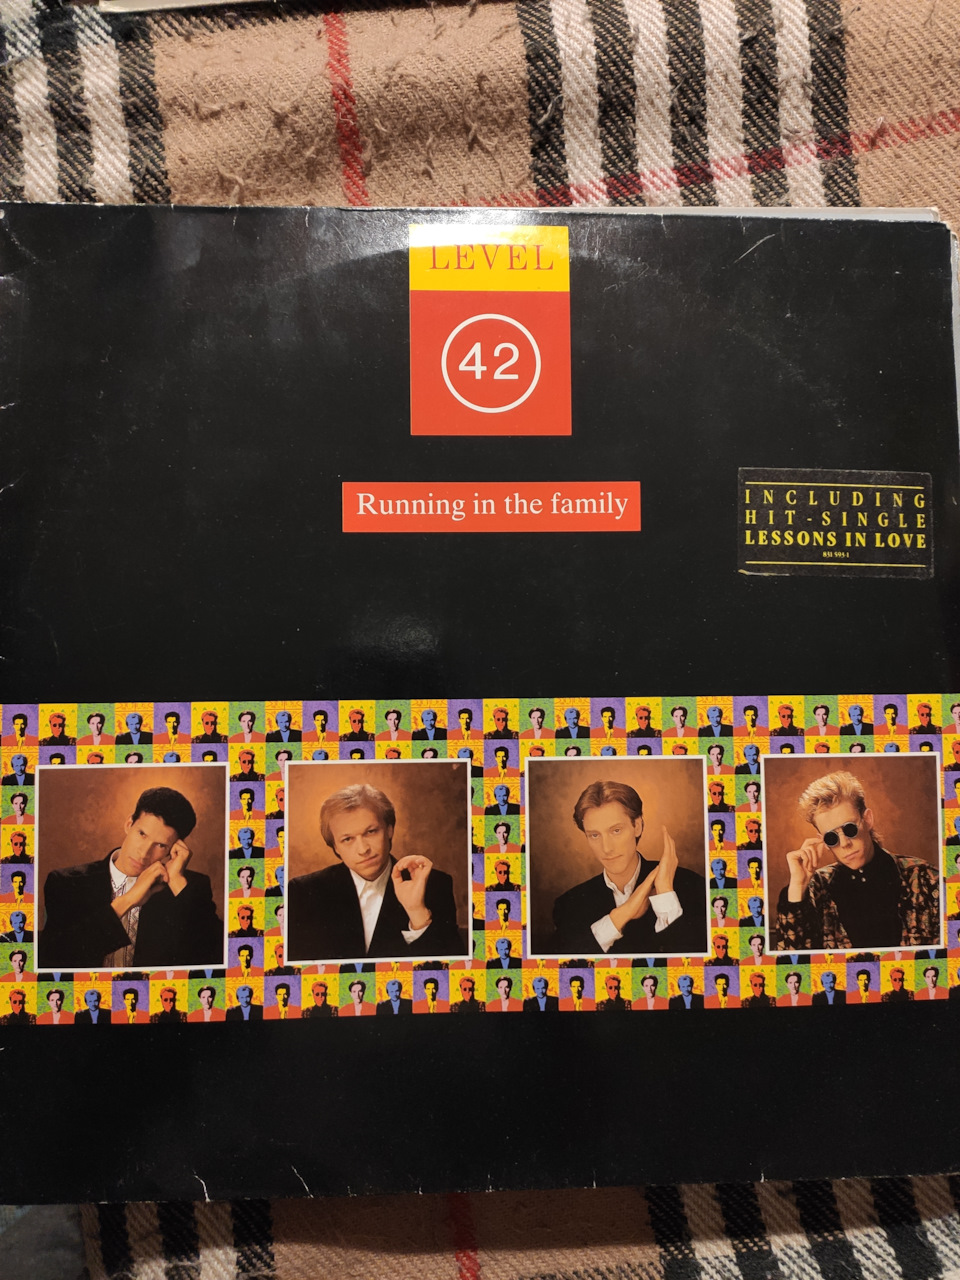 LEVEL
42
Running in the family
INCLUDING
HIT-SINGLE
LESSONS IN LOVE
831 593-1